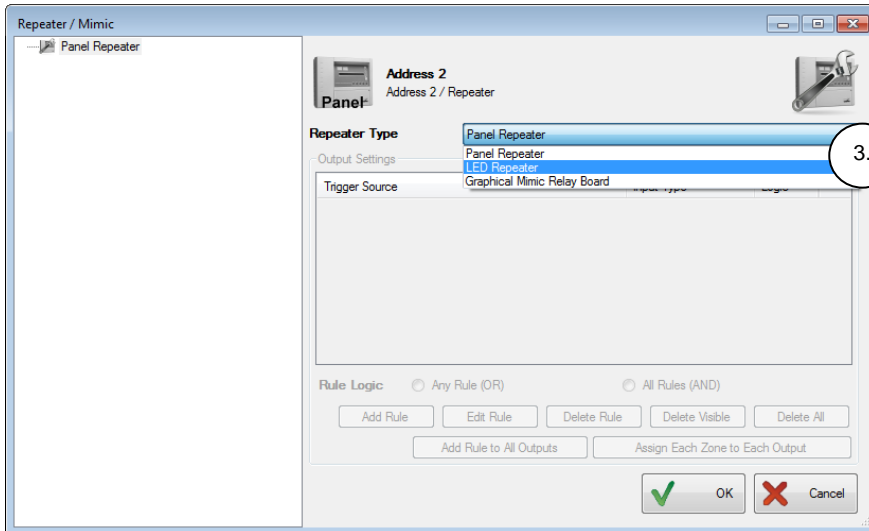 Repeater / Mimic
Panel Repeater
Panel
Address 2
Address 2 / Repeater
Repeater Type
Panel Repeater
Panel Repeater
LED Repeater
Graphical Mimic Relay Board
3.
Output Settings
Trigger Source
Input Type
Logic
Rule Logic
Any Rule (OR)
All Rules (AND)
Add Rule
Edit Rule
Delete Rule
Delete Visible
Delete All
Add Rule to All Outputs
Assign Each Zone to Each Output
OK
Cancel